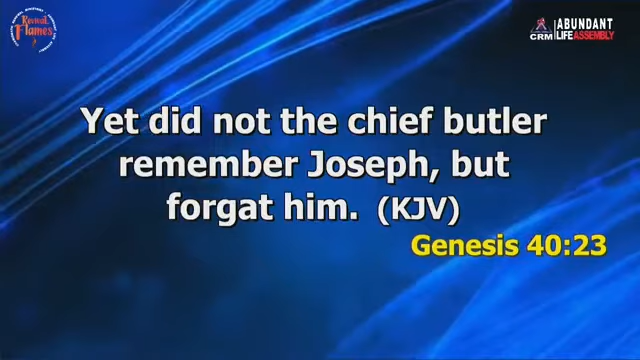 Revival
Flames
CRM
ABUNDANT
LIFE ASSEMBLY
Yet did not the chief butler
remember Joseph, but
forgat him. (KJV)
Genesis 40:23